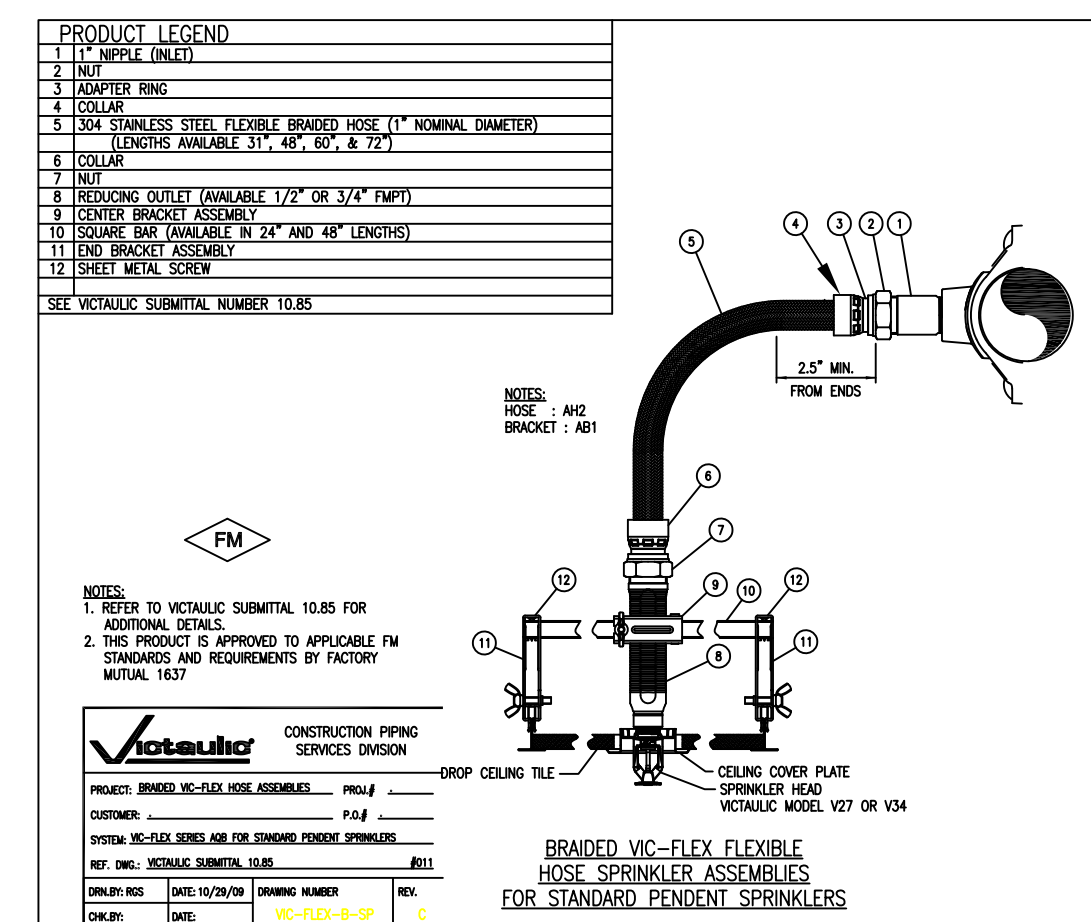 PRODUCT LEGEND
1 1" NIPPLE (INLET)
2 NUT
3 ADAPTER RING
4 COLLAR
5 304 STAINLESS STEEL FLEXIBLE BRAIDED HOSE (1" NOMINAL DIAMETER)
(LENGTHS AVAILABLE 31", 48", 60", & 72")
6 COLLAR
7 NUT
8 REDUCING OUTLET (AVAILABLE 1/2" OR 3/4" FMPT)
9 CENTER BRACKET ASSEMBLY
10 SQUARE BAR (AVAILABLE IN 24" AND 48" LENGTHS)
11 END BRACKET ASSEMBLY
12 SHEET METAL SCREW
SEE VICTAULIC SUBMITTAL NUMBER 10.85
5
4
3
2
1
2.5" MIN.
FROM ENDS
NOTES:
HOSE : AH2
BRACKET : AB1
6
7
12
9
10
12
11
8
11
DROP CEILING TILE
CEILING COVER PLATE
SPRINKLER HEAD
VICTAULIC MODEL V27 OR V34
BRAIDED VIC-FLEX FLEXIBLE
HOSE SPRINKLER ASSEMBLIES
FOR STANDARD PENDENT SPRINKLERS
FM
NOTES:
1. REFER TO VICTAULIC SUBMITTAL 10.85 FOR
ADDITIONAL DETAILS.
2. THIS PRODUCT IS APPROVED TO APPLICABLE FM
STANDARDS AND REQUIREMENTS BY FACTORY
MUTUAL 1637
Victaulic
CONSTRUCTION PIPING
SERVICES DIVISION
PROJECT: BRAIDED VIC-FLEX HOSE ASSEMBLIES PROJ.# .
CUSTOMER: . P.O.# .
SYSTEM: VIC-FLEX SERIES AQB FOR STANDARD PENDENT SPRINKLERS
REF. DWG.: VICTAULIC SUBMITTAL 10.85 #011
DRN.BY: RGS DATE: 10/29/09 DRAWING NUMBER REV.
CHK.BY: DATE: VIC-FLEX-B-SP C